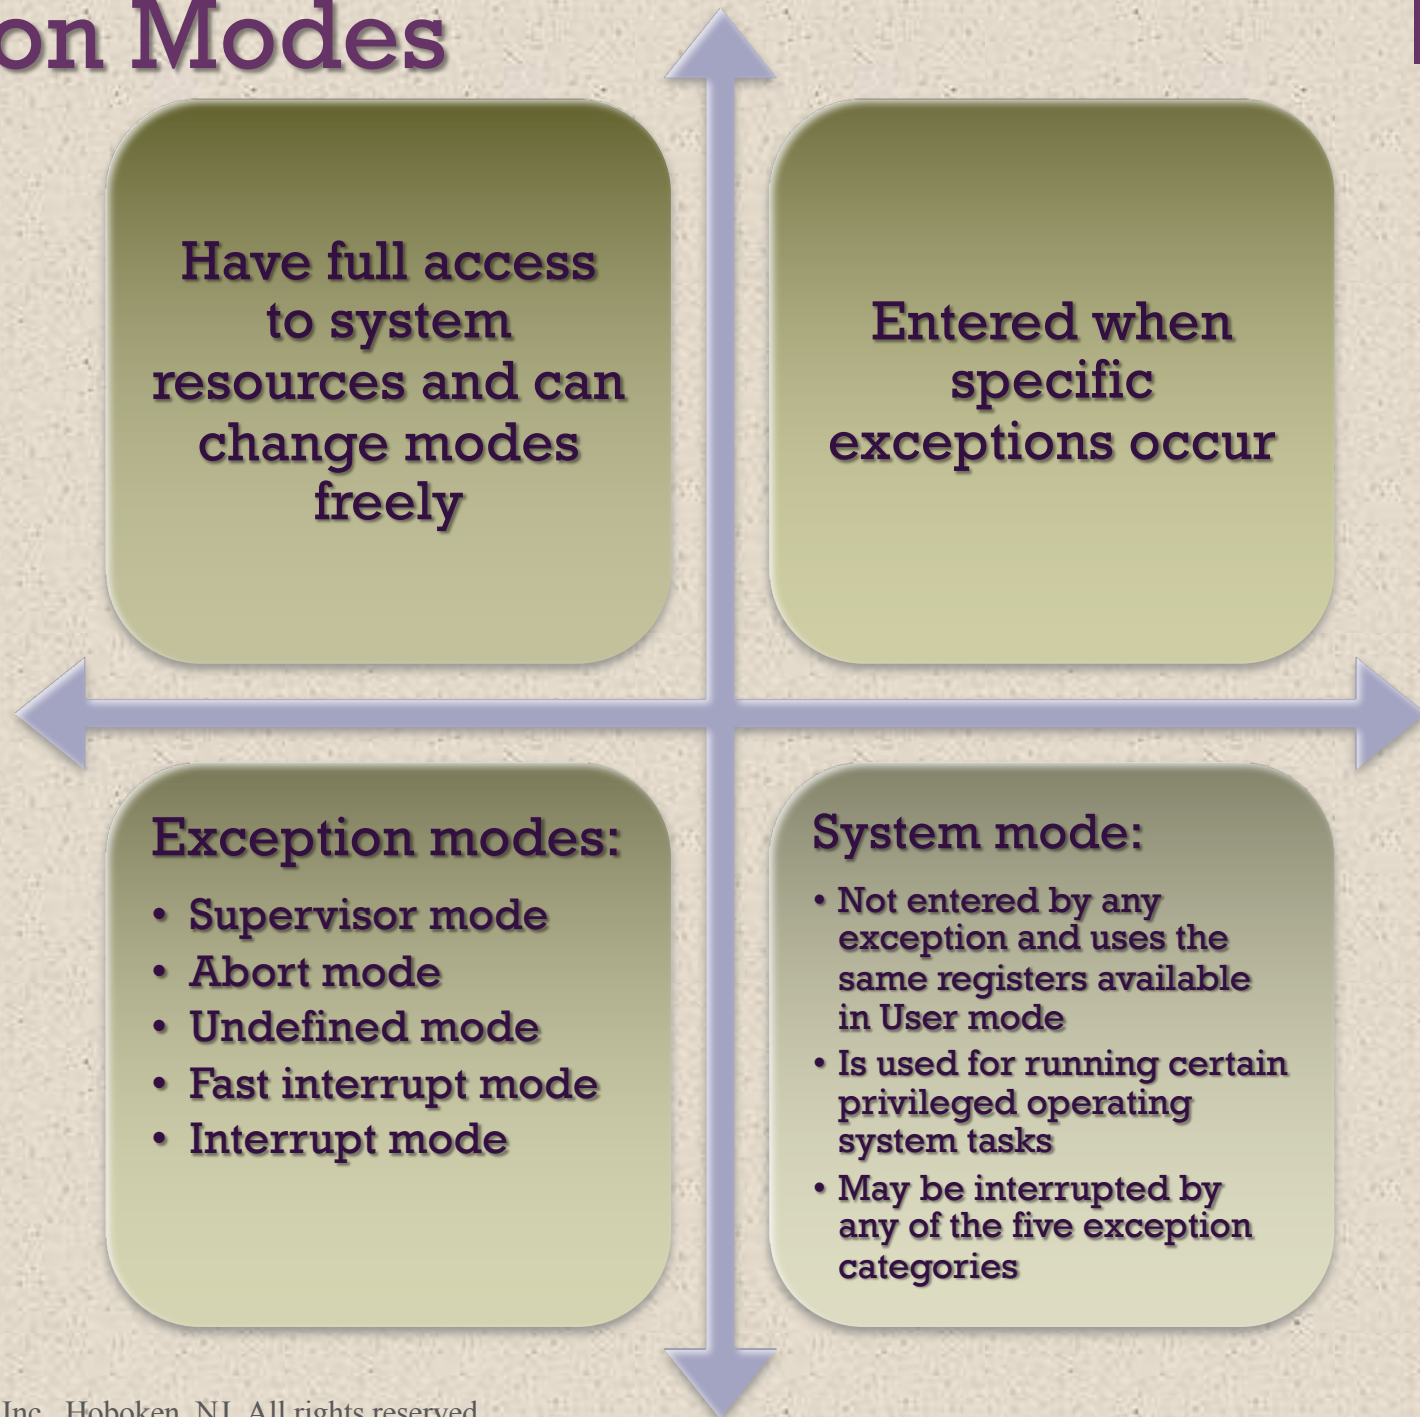 on Modes
Have full access
to system
resources and can
change modes
freely
Entered when
specific
exceptions occur
Exception modes:
• Supervisor mode
• Abort mode
• Undefined mode
• Fast interrupt mode
• Interrupt mode
System mode:
• Not entered by any
exception and uses the
same registers available
in User mode
• Is used for running certain
privileged operating
system tasks
• May be interrupted by
any of the five exception
categories
Inc., Hoboken, NJ. All rights reserved.